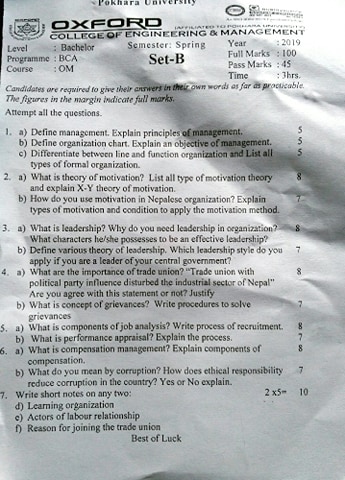 Pokhara University
OXFORD
(AFFILIATED TO POKHARA UNIVERSITY)
COLLEGE OF ENGINEERING & MANAGEMENT
Level : Bachelor
Semester: Spring
Year : 2019
Programme : BCA
Full Marks : 100
Course : OM
Set-B
Pass Marks : 45
Time : 3hrs.
Candidates are required to give their answers in their own words as far as practicable.
The figures in the margin indicate full marks.
Attempt all the questions.
1. a) Define management. Explain principles of management. 5
b) Define organization chart. Explain an objective of management. 5
c) Differentiate between line and function organization and List all 5
types of formal organization.
2. a) What is theory of motivation? List all type of motivation theory 8
and explain X-Y theory of motivation.
b) How do you use motivation in Nepalese organization? Explain 7
types of motivation and condition to apply the motivation method.
3. a) What is leadership? Why do you need leadership in organization? 8
What characters he/she possesses to be an effective leadership?
b) Define various theory of leadership. Which leadership style do you 7
apply if you are a leader of your central government?
4. a) What are the importance of trade union? "Trade union with 8
political party influence disturbed the industrial sector of Nepal"
Are you agree with this statement or not? Justify
b) What is concept of grievances? Write procedures to solve 7
grievances
5. a) What is components of job analysis? Write process of recruitment. 8
b) What is performance appraisal? Explain the process. 7
6. a) What is compensation management? Explain components of 8
compensation.
b) What do you mean by corruption? How does ethical responsibility 7
reduce corruption in the country? Yes or No explain.
7. Write short notes on any two: 2 x5= 10
d) Learning organization
e) Actors of labour relationship
f) Reason for joining the trade union
Best of Luck